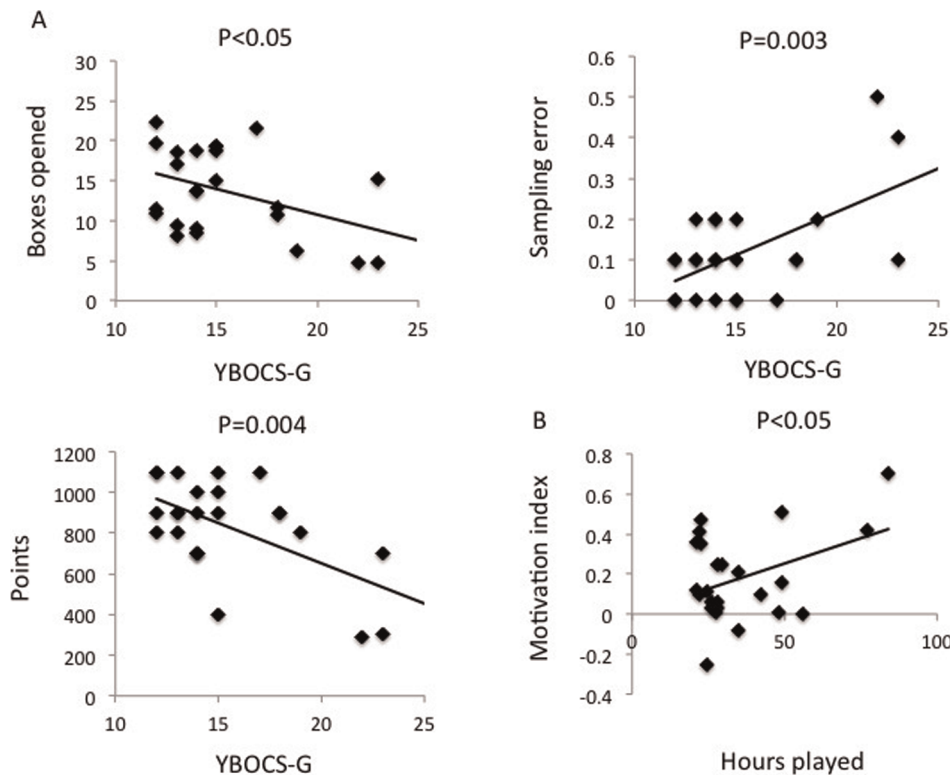 A
P<0.05
30
25
20
15
10
5
0
10 15 20 25
Boxes opened
YBOCS-G
P=0.003
0.6
0.5
0.4
0.3
0.2
0.1
0
10 15 20 25
Sampling error
YBOCS-G
P=0.004
1200
1000
800
600
400
200
0
10 15 20 25
Points
YBOCS-G
B
P<0.05
0.8
0.6
0.4
0.2
0
-0.2
-0.4
0 50 100
Motivation index
Hours played